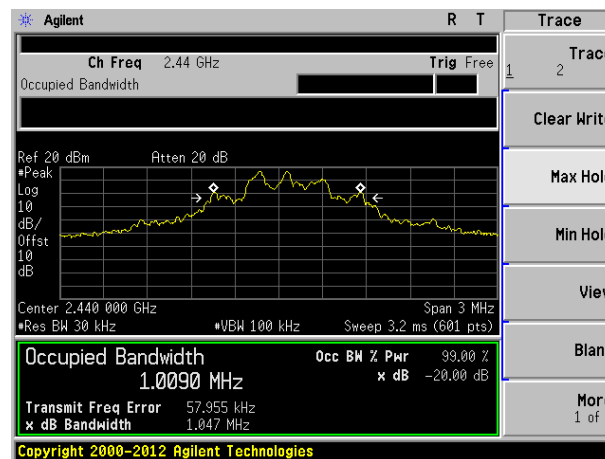 Agilent R T Trace
Ch Freq 2.44 GHz Trig Free
Occupied Bandwidth
Trac
1 2
Clear Writ
Max Hol
Min Hol
Vie
Blan
Mor
1 of
Ref 20 dBm Atten 20 dB
#Peak
Log
10
dB/
Offst
10
dB
Center 2.440 000 GHz Span 3 MHz
#Res BW 30 kHz #VBW 100 kHz Sweep 3.2 ms (601 pts)
Occupied Bandwidth Occ BW % Pwr 99.00 %
1.0090 MHz x dB -20.00 dB
Transmit Freq Error 57.955 kHz
x dB Bandwidth 1.047 MHz
Copyright 2000-2012 Agilent Technologies